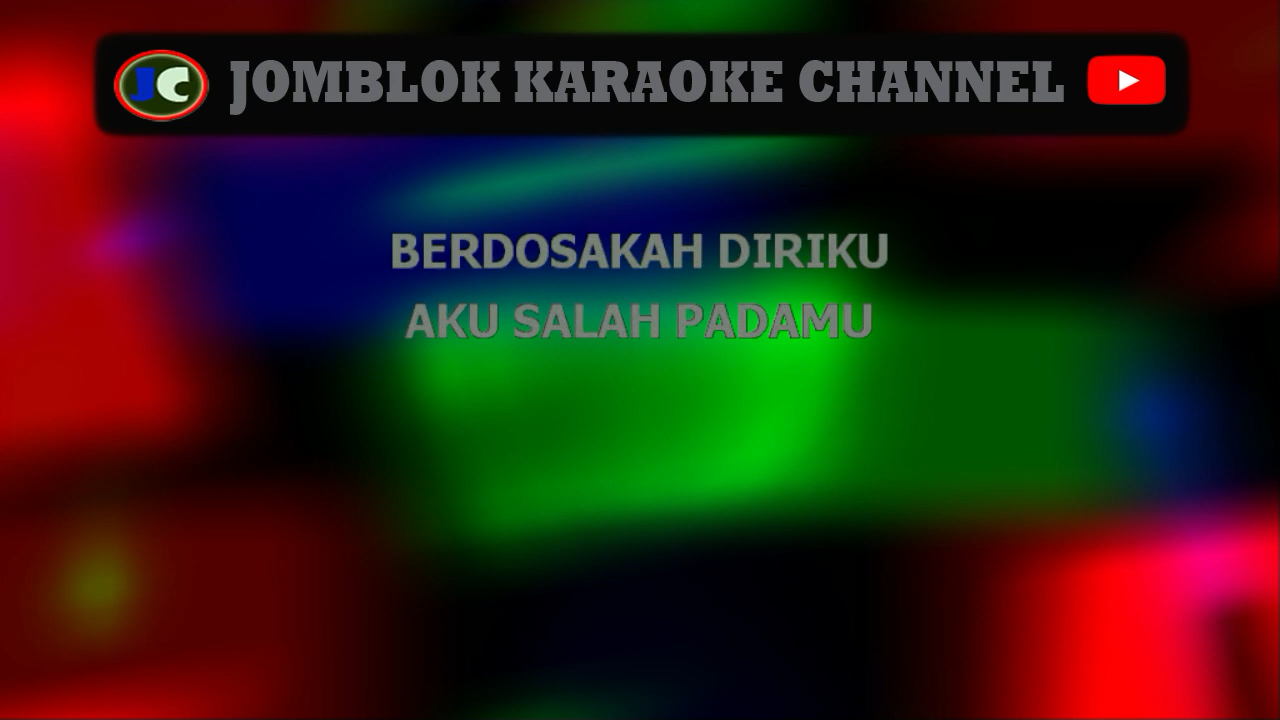 JC JOMBLOK KARAOKE CHANNEL
BERDOSAKAH DIRIKU
AKU SALAH PADAMU